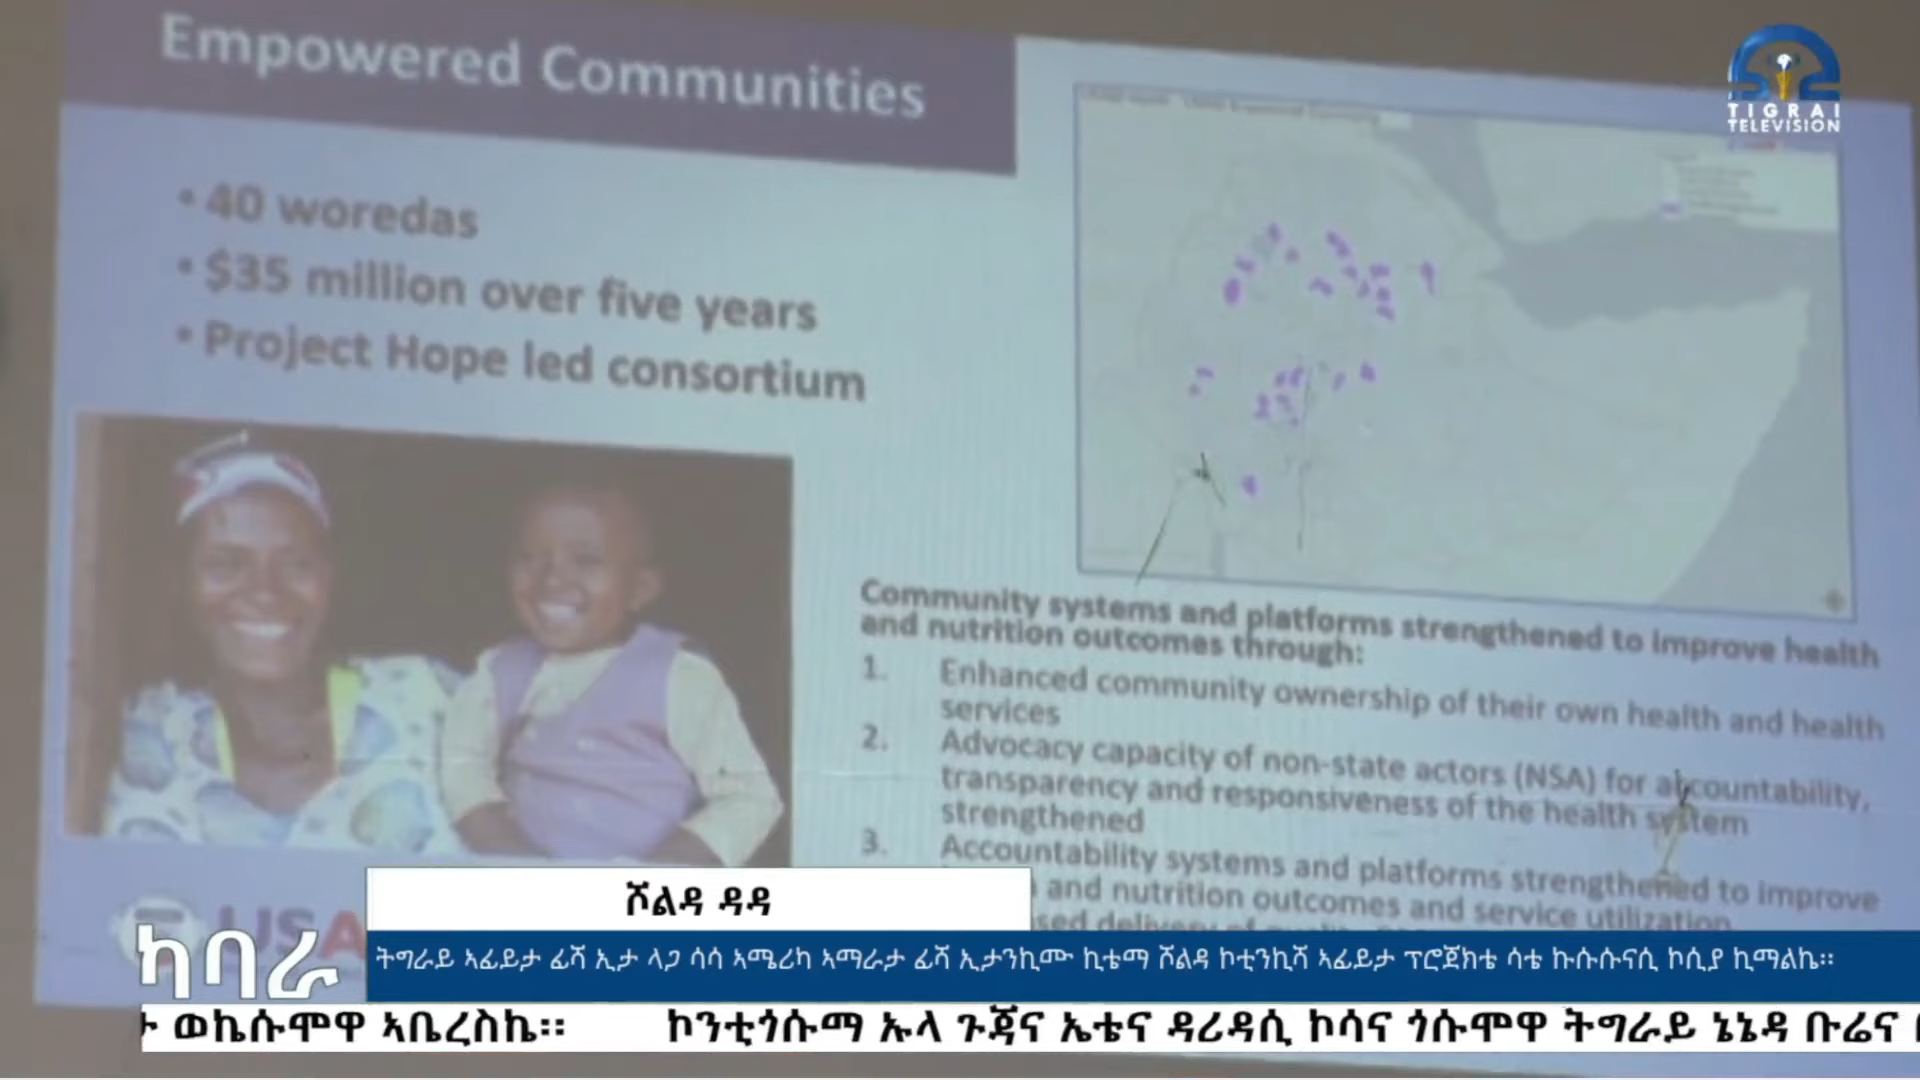 Empowered Communities
TIGRAI
TELEVISION
• 40 woredas
• $35 million over five years
• Project Hope led consortium
Community systems and platforms strengthened to improve health
and nutrition outcomes through:
1. Enhanced community ownership of their own health and health
services
2. Advocacy capacity of non-state actors (NSA) for accountability,
transparency and responsiveness of the health system
strengthened
3. Accountability systems and platforms strengthened to improve
and nutrition outcomes and service utilization
delivery of
USA
ሾልዳ ዳዳ
ካባራ
ትግራይ ኣፊይታ ፊሻ ኢታ ላጋ ሳሳ ኣሜሪካ ኣማራታ ፊሻ ኢታንኪሙ ኪቴማ ሾልዳ ኮቲንኪሻ ኣፊይታ ፕሮጀክቴ ሳቴ ኩሱሱናሲ ኮሲያ ኪማልኬ።
ወኬሱሞዋ ኣቤረስኬ። ኮንቲጎሱማ ኡላ ጉጃና ኤቴና ዳሪዳሲ ኮሳና ጎሱሞዋ ትግራይ ኔኔዳ ቡሬና